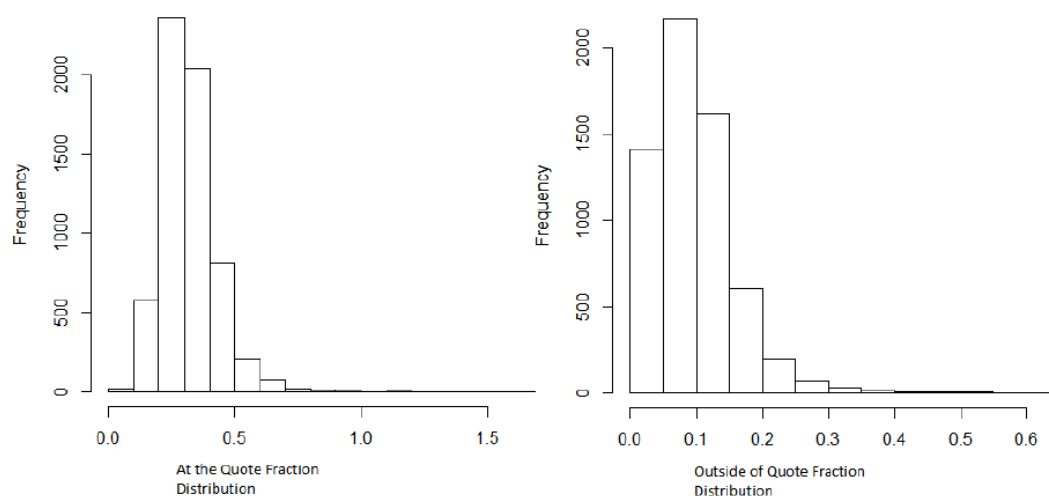 Frequency
0 500 1000 1500 2000
0.0 0.5 1.0 1.5
At the Quote Fraction
Distribution
Frequency
0 500 1000 1500 2000
0.0 0.1 0.2 0.3 0.4 0.5 0.6
Outside of Quote Fraction
Distribution